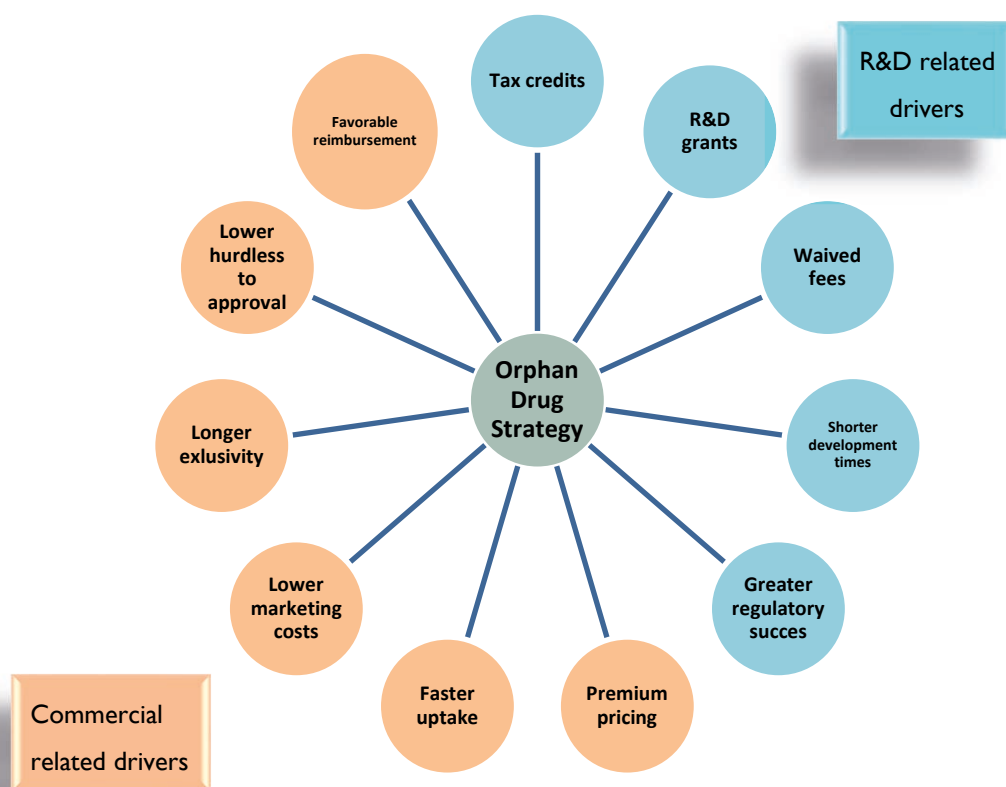 Tax credits
R&D
grants
R&D related
drivers
Waived
fees
Shorter
development
times
Greater
regulatory
succes
Premium
pricing
Faster
uptake
Lower
marketing
costs
Longer
exlusivity
Lower
hurdless
to
approval
Favorable
reimbursement
Orphan
Drug
Strategy
Commercial
related drivers